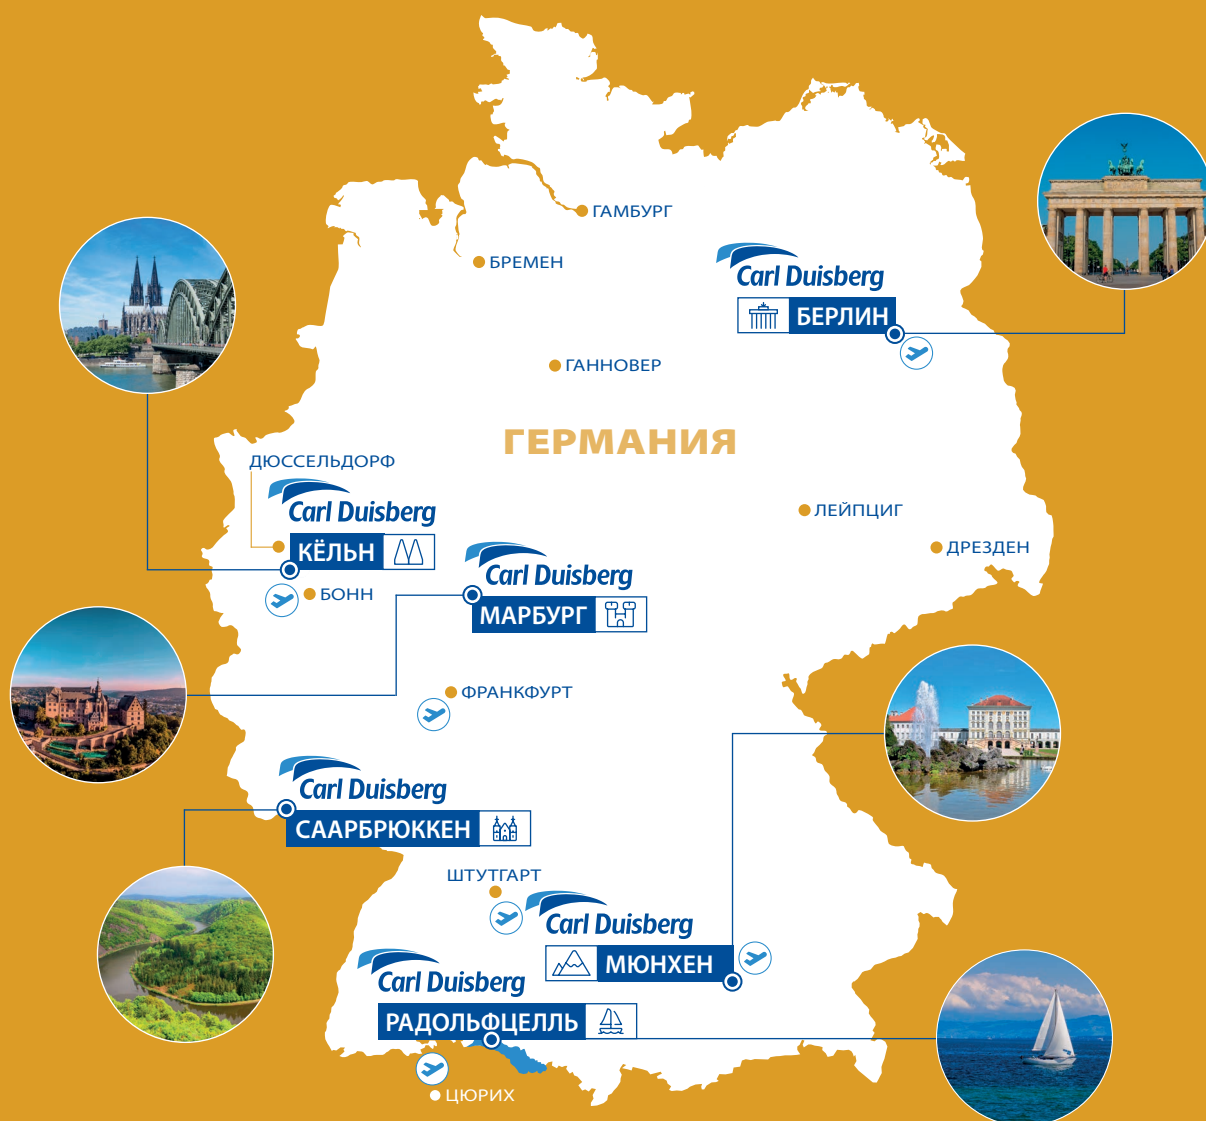 ГАМБУРГ
БРЕМЕН
Carl Duisberg
БЕРЛИН
ГАННОВЕР
ГЕРМАНИЯ
ДЮССЕЛЬДОРФ
Carl Duisberg
КЁЛЬН
ЛЕЙПЦИГ
ДРЕЗДЕН
БОНН
Carl Duisberg
МАРБУРГ
ФРАНКФУРТ
Carl Duisberg
СААРБРЮККЕН
ШТУТГАРТ
Carl Duisberg
МЮНХЕН
Carl Duisberg
РАДОЛЬФЦЕЛЛЬ
ЦЮРИХ